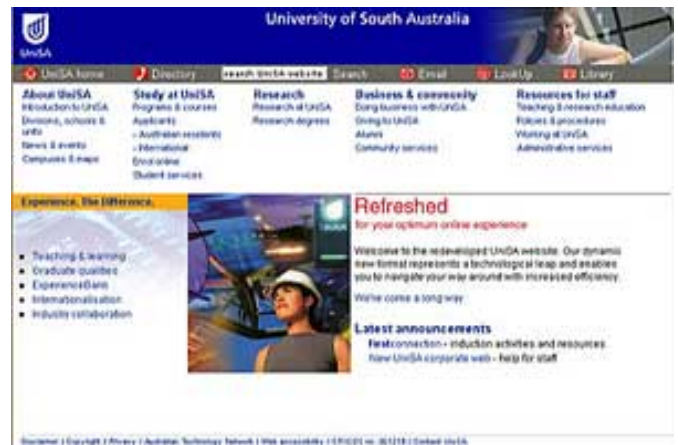 University of South Australia
UniSA
UniSA home
Directory
search UniSA website
Search
Email
LookUp
Library
About UniSA
Introduction to UniSA
Divisions, schools &
units
News & events
Campuses & maps
Study at UniSA
Programs & courses
Applicants
- Australian residents
- International
Enrol online
Student services
Research
Research at UniSA
Research degrees
Business & community
Doing business with UniSA
Giving to UniSA
Alumni
Community services
Resources for staff
Teaching & research education
Policies & procedures
Working at UniSA
Administrative services
Experience. The Difference.
Teaching & learning
Graduate qualities
ExperienceBank
Internationalisation
Industry collaboration
Refreshed
for your optimum online experience
Welcome to the redeveloped UniSA website. Our dynamic
new format represents a technological leap and enables
you to navigate your way around with increased efficiency.
We've come a long way
Latest announcements
Firstconnection - induction activities and resources
New UniSA corporate web - help for staff
Disclaimer | Copyright | Privacy | Australian Technology Network | Web accessibility | CRICOS no. | Contact UniSA